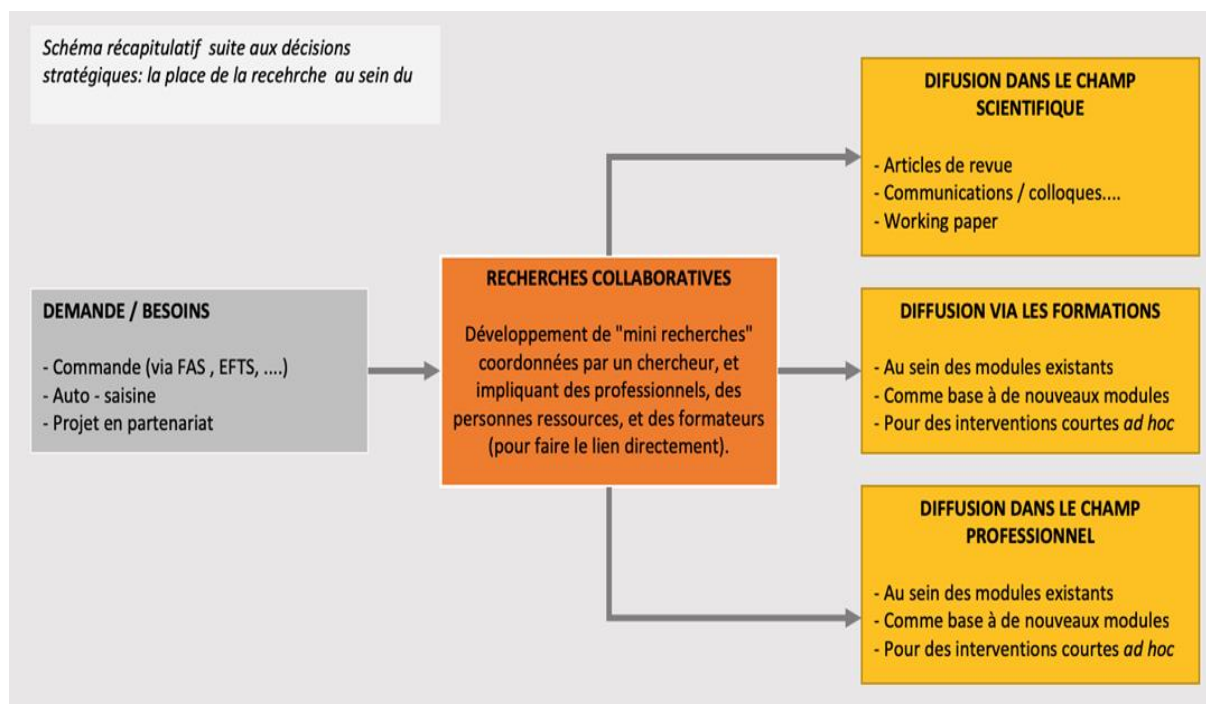 Schéma récapitulatif suite aux décisions
stratégiques: la place de la recehrche au sein du
DEMANDE / BESOINS
- Commande (via FAS , EFTS, ....)
- Auto - saisine
- Projet en partenariat
RECHERCHES COLLABORATIVES
Développement de "mini recherches"
coordonnées par un chercheur, et
impliquant des professionnels, des
personnes ressources, et des formateurs
(pour faire le lien directement).
DIFUSION DANS LE CHAMP
SCIENTIFIQUE
- Articles de revue
- Communications / colloques....
- Working paper
DIFFUSION VIA LES FORMATIONS
- Au sein des modules existants
- Comme base à de nouveaux modules
- Pour des interventions courtes ad hoc
DIFFUSION DANS LE CHAMP
PROFESSIONNEL
- Au sein des modules existants
- Comme base à de nouveaux modules
- Pour des interventions courtes ad hoc